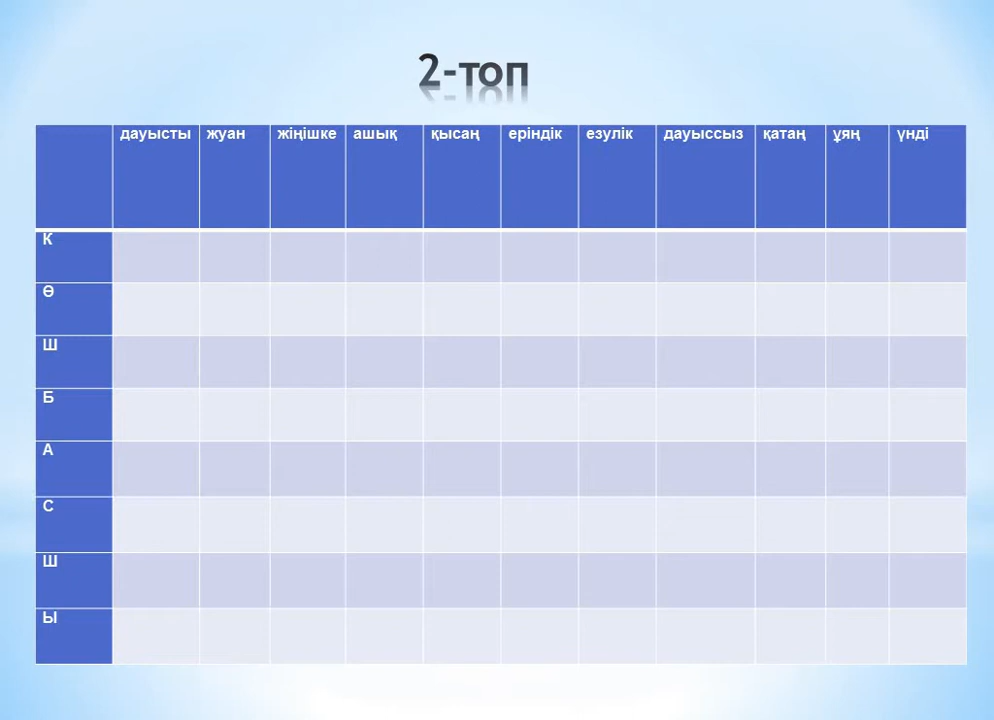 2-топ
дауысты жуан жіңішке ашық қысаң еріндік езулік дауыссыз қатаң ұяң үнді
К
Ө
Ш
Б
А
С
Ш
Ы